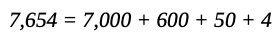 7,654 = 7,000 + 600 + 50 + 4